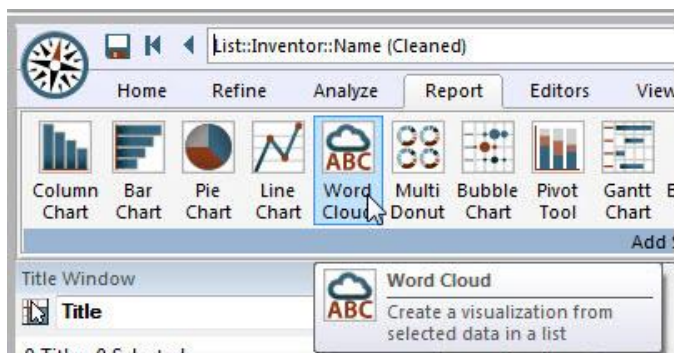 List::Inventor::Name (Cleaned)
Home Refine Analyze Report Editors View
ABC
Column Bar Pie Line Word Multi Bubble Pivot Gantt
Chart Chart Chart Chart Cloud Donut Chart Tool Chart
Add
Title Window
Title
Word Cloud
ABC
Create a visualization from
selected data in a list